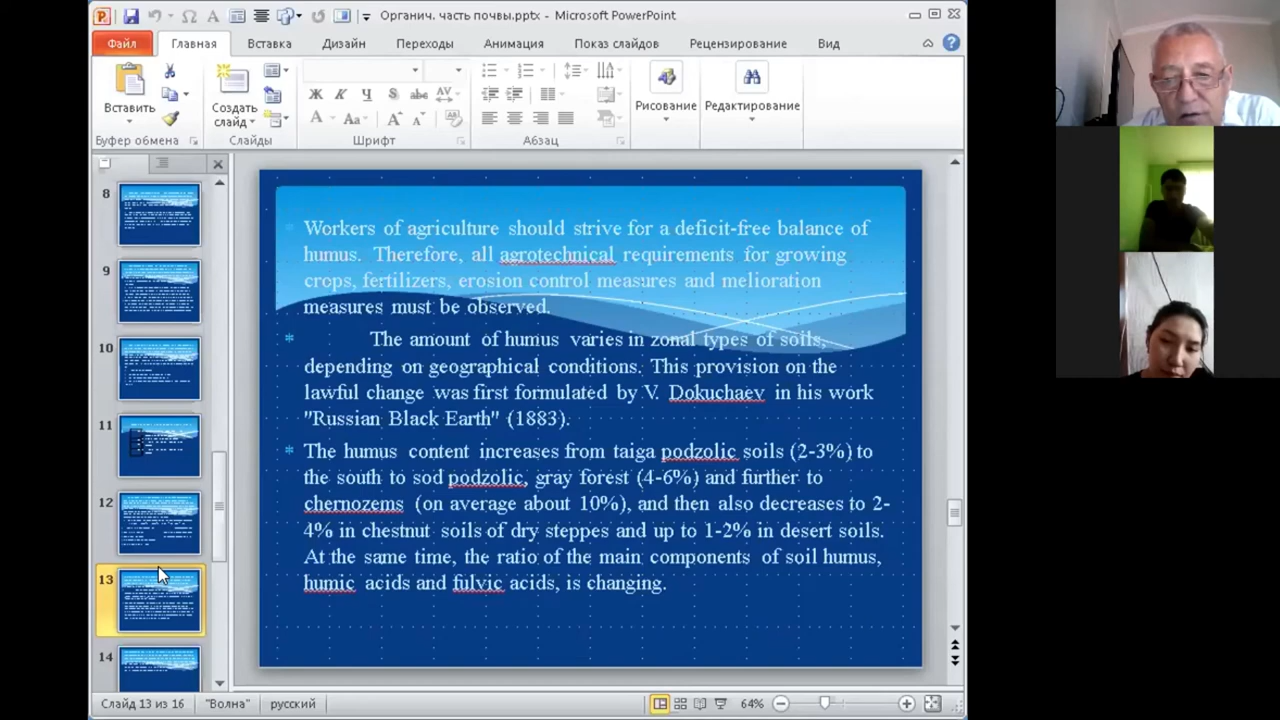 Органич. часть почвы.pptx - Microsoft PowerPoint
Файл Главная Вставка Дизайн Переходы Анимация Показ слайдов Рецензирование Вид
Вставить
Создать слайд
Рисование
Редактирование
Буфер обмена
Слайды
Шрифт
Абзац
8
9
10
11
12
13
14
Workers of agriculture should strive for a deficit-free balance of
humus. Therefore, all agrotechnical requirements for growing
crops, fertilizers, erosion control measures and melioration
measures must be observed.
The amount of humus varies in zonal types of soils,
depending on geographical conditions. This provision on the
lawful change was first formulated by V. Dokuchaev in his work
"Russian Black Earth" (1883).
The humus content increases from taiga podzolic soils (2-3%) to
the south to sod podzolic, gray forest (4-6%) and further to
chernozems (on average about 10%), and then also decreases to 2-
4% in chestnut soils of dry steppes and up to 1-2% in desert soils.
At the same time, the ratio of the main components of soil humus,
humic acids and fulvic acids, is changing.
Слайд 13 из 16 "Волна" русский 64%